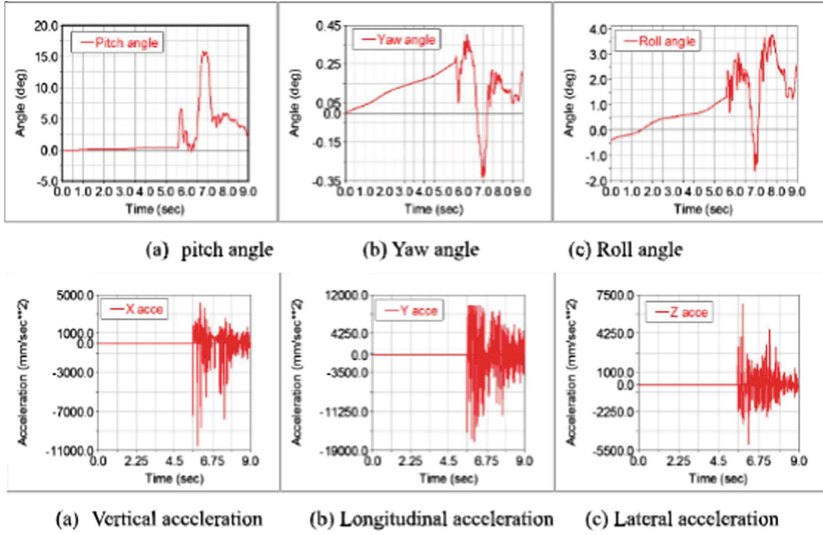 20.0
15.0
10.0
5.0
0.0
-5.0
Angle (deg)
Pitch angle
0.0 1.0 2.0 3.0 4.0 5.0 6.0 7.0 8.0 9.0
Time (sec)
0.45
0.25
0.05
0.0
-0.15
-0.35
Angle (deg)
Yaw angle
0.0 1.0 2.0 3.0 4.0 5.0 6.0 7.0 8.0 9.0
Time (sec)
4.0
3.0
2.0
1.0
0.0
-1.0
-2.0
Angle (deg)
Roll angle
0.0 1.0 2.0 3.0 4.0 5.0 6.0 7.0 8.0 9.0
Time (sec)
(a) pitch angle
(b) Yaw angle
(c) Roll angle
5000.0
1000.0
0.0
-3000.0
-7000.0
-11000.0
Acceleration (mm/sec**2)
X acce
0.0 2.25 4.5 6.75 9.0
Time (sec)
12000.0
4250.0
0.0
-3500.0
-11250.0
-19000.0
Acceleration (mm/sec**2)
Y acce
0.0 2.25 4.5 6.75 9.0
Time (sec)
7500.0
4250.0
1000.0
0.0
-2250.0
-5500.0
Acceleration (mm/sec**2)
Z acce
0.0 2.25 4.5 6.75 9.0
Time (sec)
(a) Vertical acceleration
(b) Longitudinal acceleration
(c) Lateral acceleration